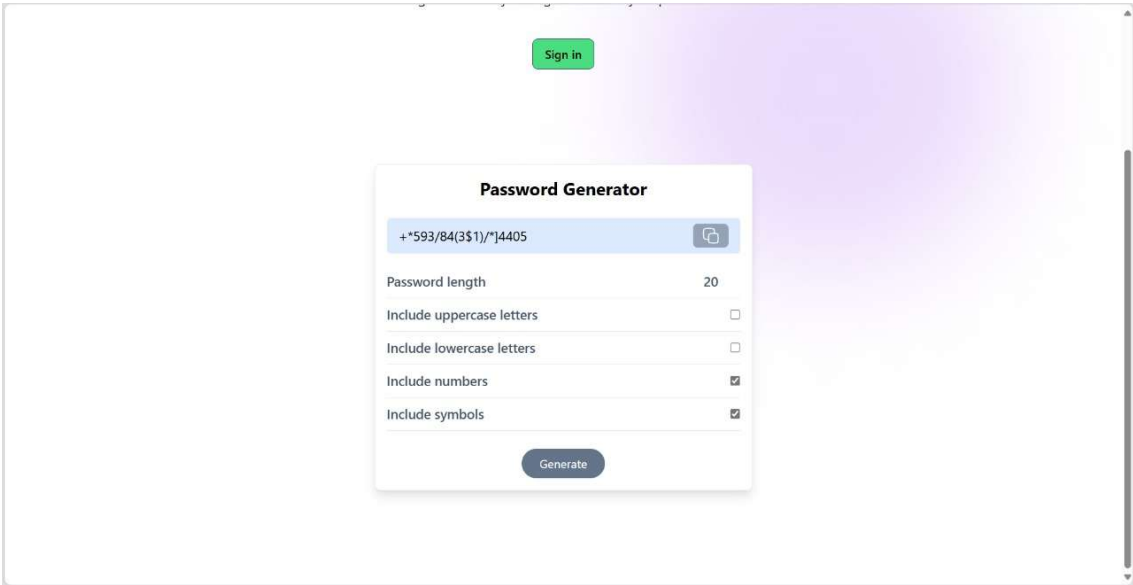 Sign in
Password Generator
+*593/84(3$1)/*]4405
Password length 20
Include uppercase letters
Include lowercase letters
Include numbers
Include symbols
Generate